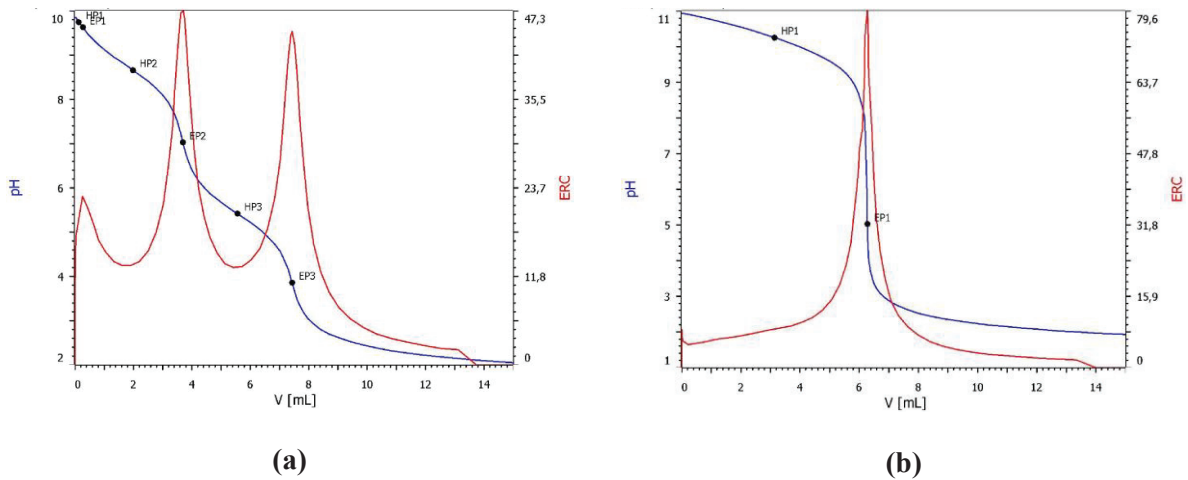 10
8
6
4
2
pH
HP1
EP1
HP2
EP2
HP3
EP3
47,3
35,5
23,7
11,8
0
ERC
0 2 4 6 8 10 12 14
V [mL]
(a)
11
9
7
5
3
1
pH
HP1
EP1
79,6
63,7
47,8
31,8
15,9
0
ERC
0 2 4 6 8 10 12 14
V [mL]
(b)